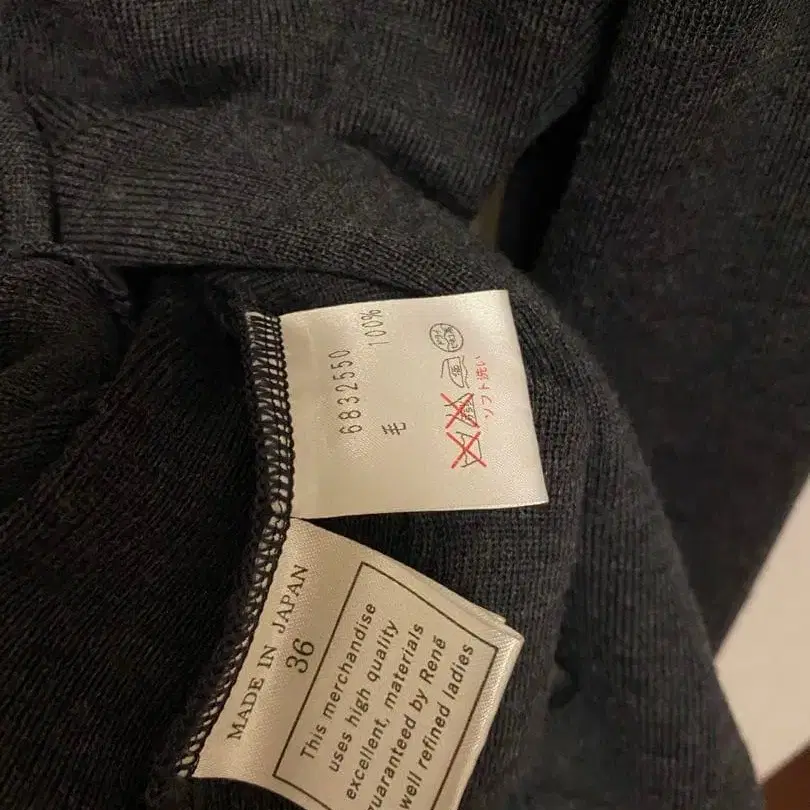 6832550
毛 100%
ソフト洗い
MADE IN JAPAN
36
This merchandise
uses high quality
excellent, materials
uaranteed by René
well refined ladies